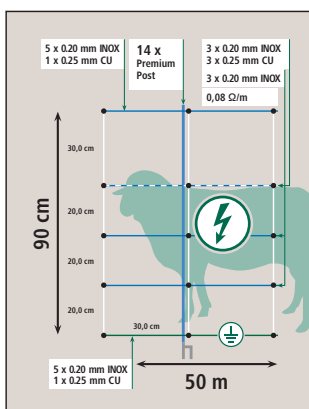 5 x 0.20 mm INOX
1 x 0.25 mm CU
14 x
Premium
Post
3 x 0.20 mm INOX
3 x 0.25 mm CU
3 x 0.20 mm INOX
0,08 Ω/m
30,0 cm
90 cm
20,0 cm
20,0 cm
20,0 cm
30,0 cm
5 x 0.20 mm INOX
1 x 0.25 mm CU
50 m